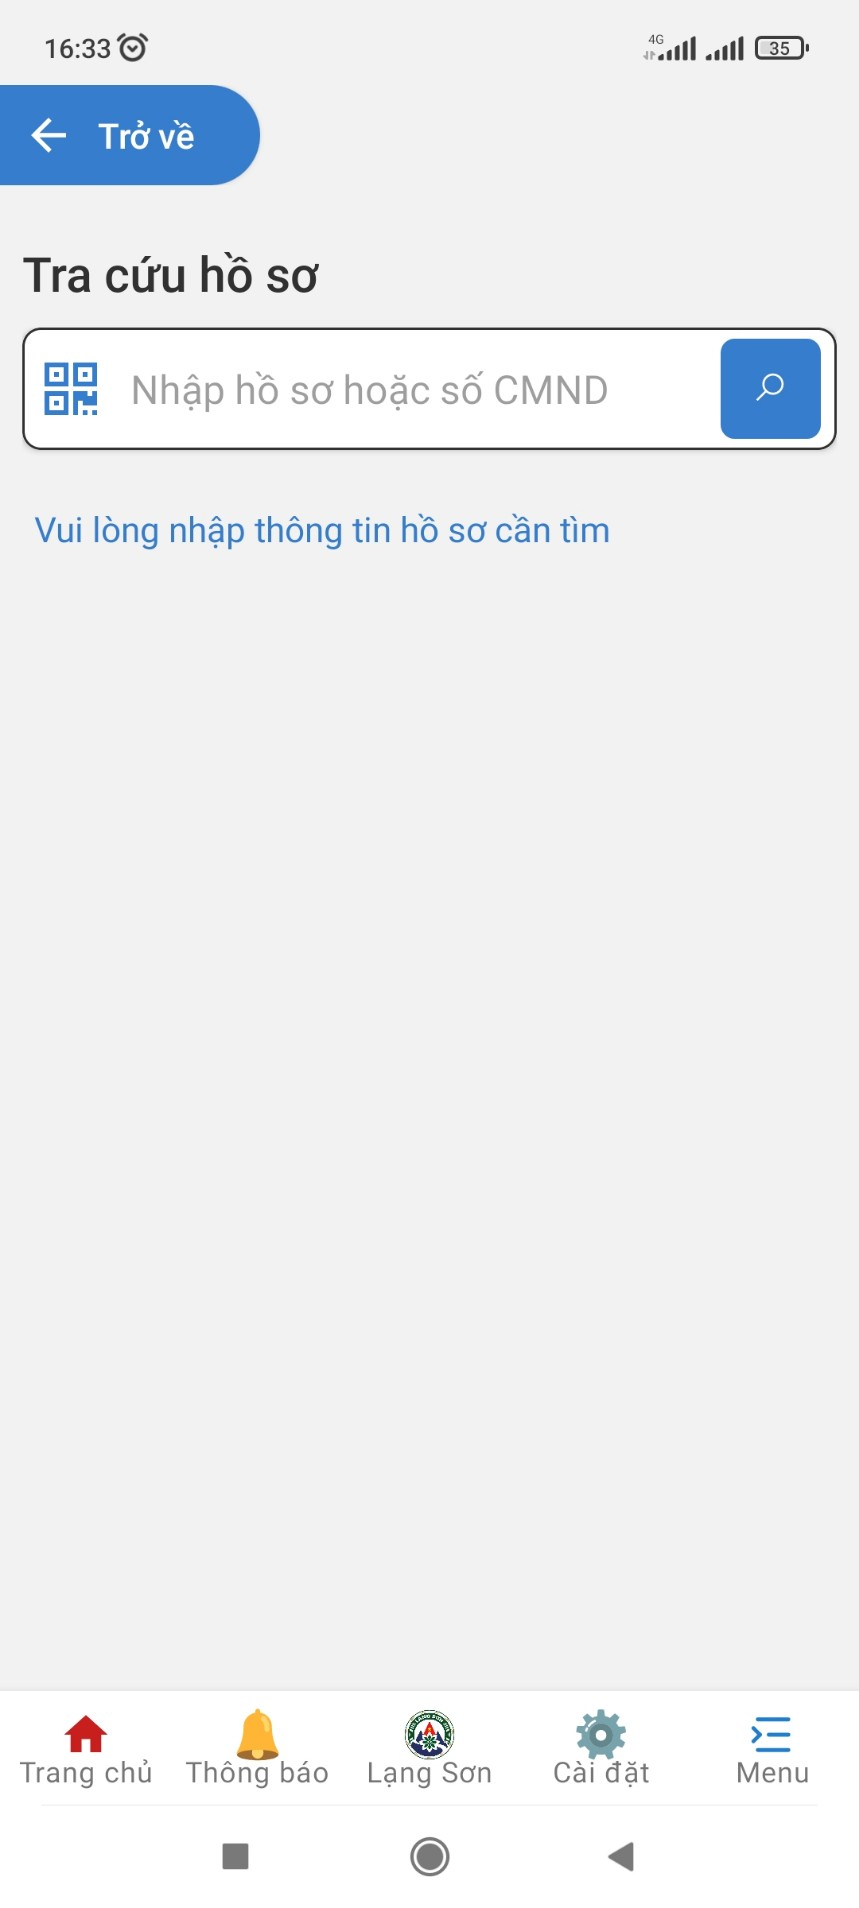 16:33
4G
35
Trở về
Tra cứu hồ sơ
Nhập hồ sơ hoặc số CMND
Vui lòng nhập thông tin hồ sơ cần tìm
Trang chủ
Thông báo
Lạng Sơn
Cài đặt
Menu